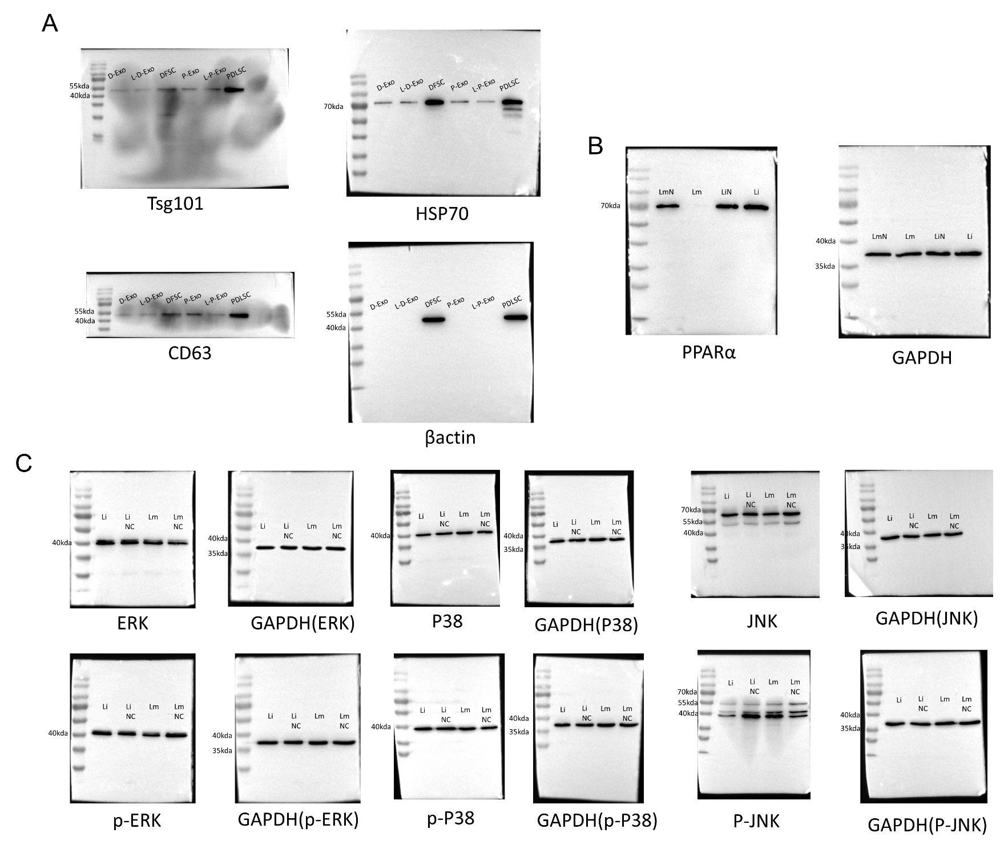 A
D-Exo L-D-Exo DFSC P-Exo L-P-Exo PDLSC
55kda
40kda
Tsg101
D-Exo L-D-Exo DFSC P-Exo L-P-Exo PDLSC
70kda
HSP70
D-Exo L-D-Exo DFSC P-Exo L-P-Exo PDLSC
55kda
40kda
CD63
D-Exo L-D-Exo DFSC P-Exo L-P-Exo PDLSC
55kda
40kda
βactin
B
LmN Lm LiN Li
70kda
PPARα
LmN Lm LiN Li
40kda
35kda
GAPDH
C
Li Li Lm Lm
NC NC
40kda
ERK
Li Li Lm Lm
NC NC
40kda
35kda
GAPDH(ERK)
Li Li Lm Lm
NC NC
40kda
P38
Li Li Lm Lm
NC NC
40kda
35kda
GAPDH(P38)
Li Li Lm Lm
NC NC
70kda
55kda
40kda
JNK
Li Li Lm Lm
NC NC
40kda
35kda
GAPDH(JNK)
Li Li Lm Lm
NC NC
40kda
p-ERK
Li Li Lm Lm
NC NC
40kda
35kda
GAPDH(p-ERK)
Li Li Lm Lm
NC NC
40kda
p-P38
Li Li Lm Lm
NC NC
40kda
35kda
GAPDH(p-P38)
Li Li Lm Lm
NC NC
70kda
55kda
40kda
P-JNK
Li Li Lm Lm
NC NC
40kda
35kda
GAPDH(P-JNK)